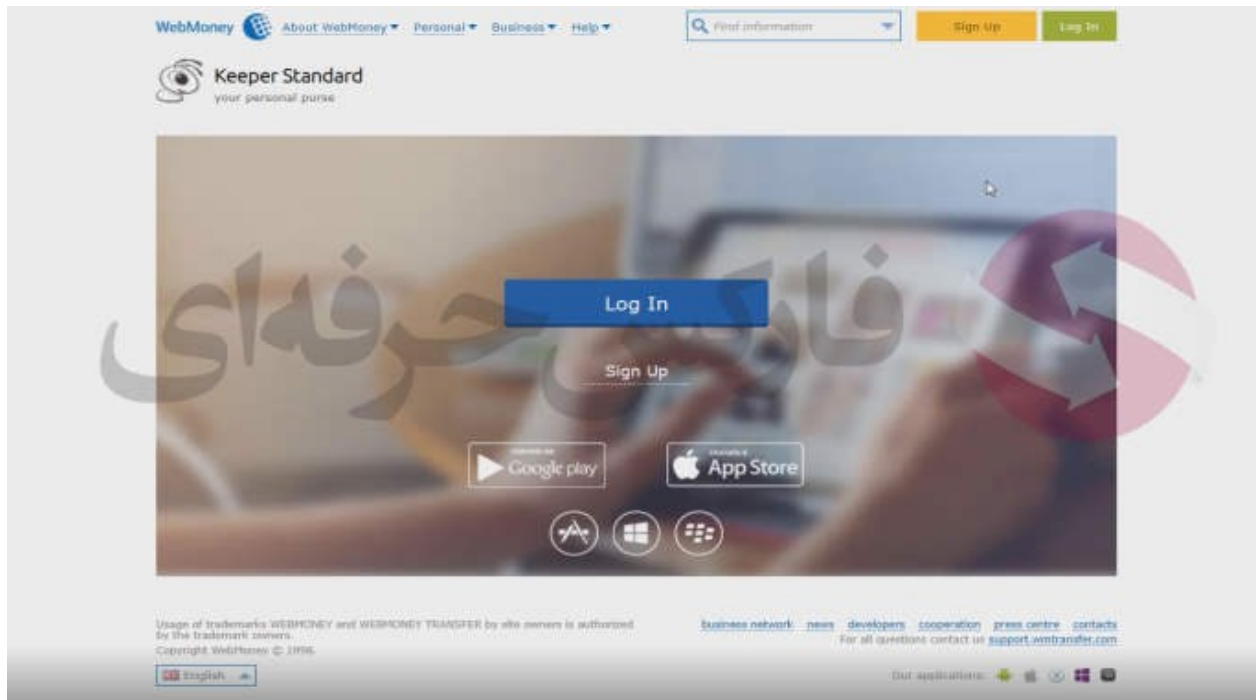 WebMoney About WebMoney Personal Business Help Find information Sign Up Log In
Keeper Standard
your personal purse
فارکس حرفه‌ای
Log In
Sign Up
Google play App Store
Usage of trademarks WEBMONEY and WEBMONEY TRANSFER by site owners is authorized
by the trademark owners.
Copyright WebMoney © 1998.
business network news developers cooperation press centre contacts
For all questions contact us support.wmtransfer.com
English
Our applications: